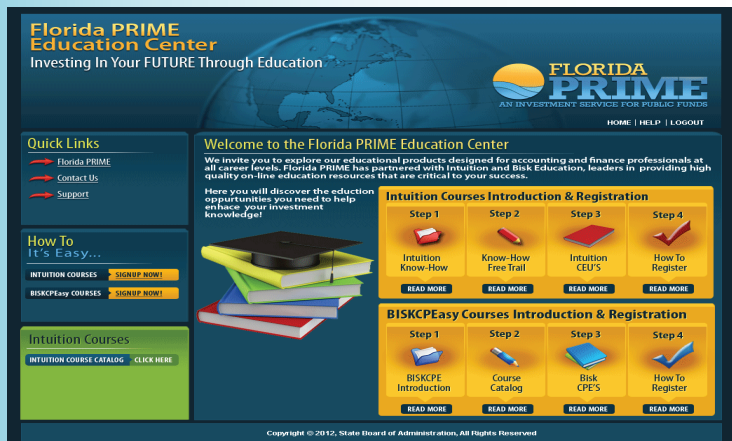 Florida PRIME
Education Center
Investing In Your FUTURE Through Education
FLORIDA
PRIME
AN INVESTMENT SERVICE FOR PUBLIC FUNDS
HOME | HELP | LOGOUT
Quick Links
Florida PRIME
Contact Us
Support
How To
It's Easy...
INTUITION COURSES SIGNUP NOW!
BISKCPEasy COURSES SIGNUP NOW!
Intuition Courses
INTUITION COURSE CATALOG CLICK HERE
Welcome to the Florida PRIME Education Center
We invite you to explore our educational products designed for accounting and finance professionals at
all career levels. Florida PRIME has partnered with Intuition and Bisk Education, leaders in providing high
quality on-line education resources that are critical to your success.
Here you will discover the eduction
oppurtunities you need to help
enhace your investment
knowledge!
Intuition Courses Introduction & Registration
Step 1
Intuition
Know-How
READ MORE
Step 2
Know-How
Free Trail
READ MORE
Step 3
Intuition
CEU'S
READ MORE
Step 4
How To
Register
READ MORE
BISKCPEasy Courses Introduction & Registration
Step 1
BISKCPE
Introduction
READ MORE
Step 2
Course
Catalog
READ MORE
Step 3
Bisk
CPE'S
READ MORE
Step 4
How To
Register
READ MORE
Copyright © 2012, State Board of Administration, All Rights Reserved